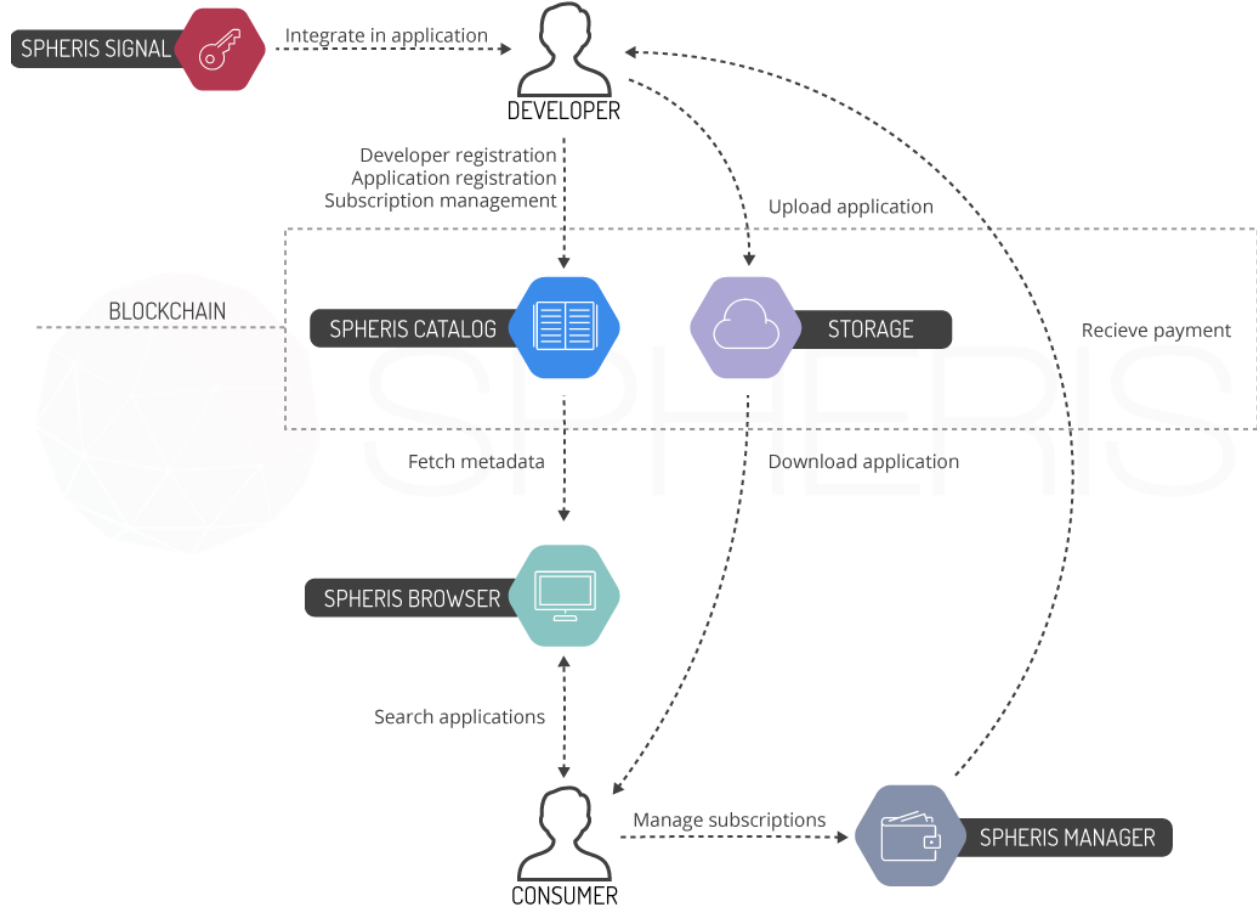 SPHERIS SIGNAL
Integrate in application
DEVELOPER
Developer registration
Application registration
Subscription management
Upload application
BLOCKCHAIN
SPHERIS CATALOG
STORAGE
Recieve payment
SPHERIS
Fetch metadata
Download application
SPHERIS BROWSER
Search applications
Manage subscriptions
SPHERIS MANAGER
CONSUMER